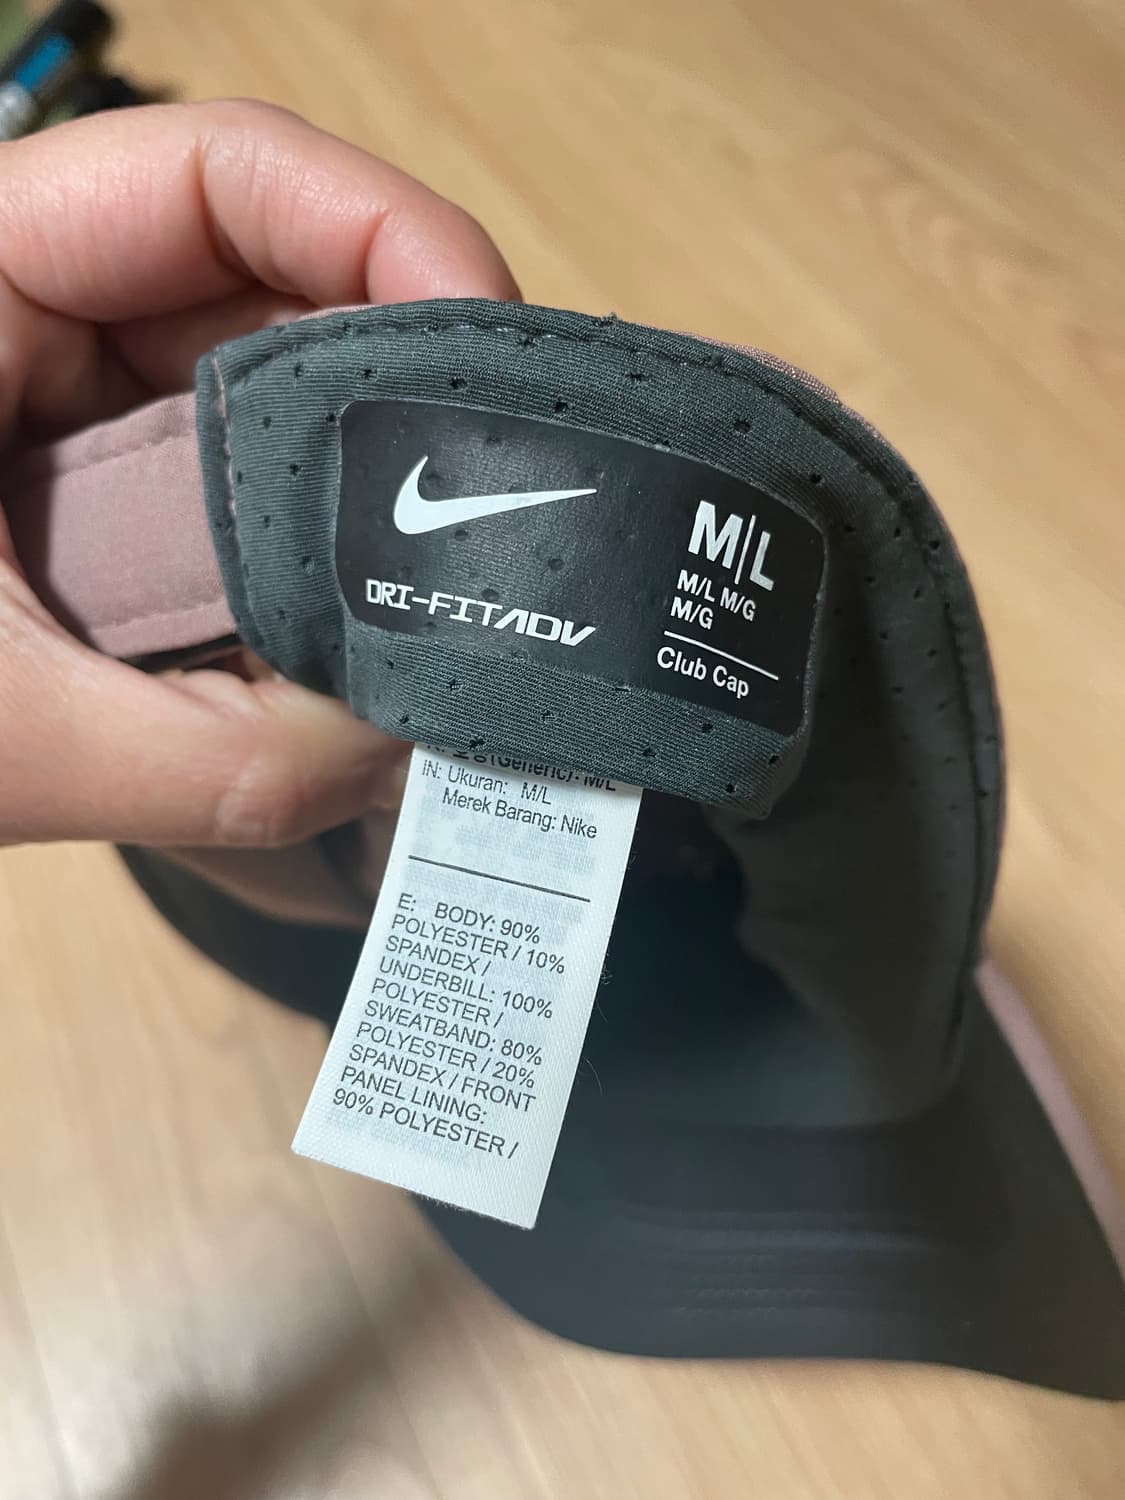 M|L
M/L M/G
M/G
Club Cap
DRI-FIT ADV
(Generic): M/L
IN: Ukuran: M/L
Merek Barang: Nike
E: BODY: 90%
POLYESTER / 10%
SPANDEX /
UNDERBILL: 100%
POLYESTER /
SWEATBAND: 80%
POLYESTER / 20%
SPANDEX / FRONT
PANEL LINING:
90% POLYESTER /